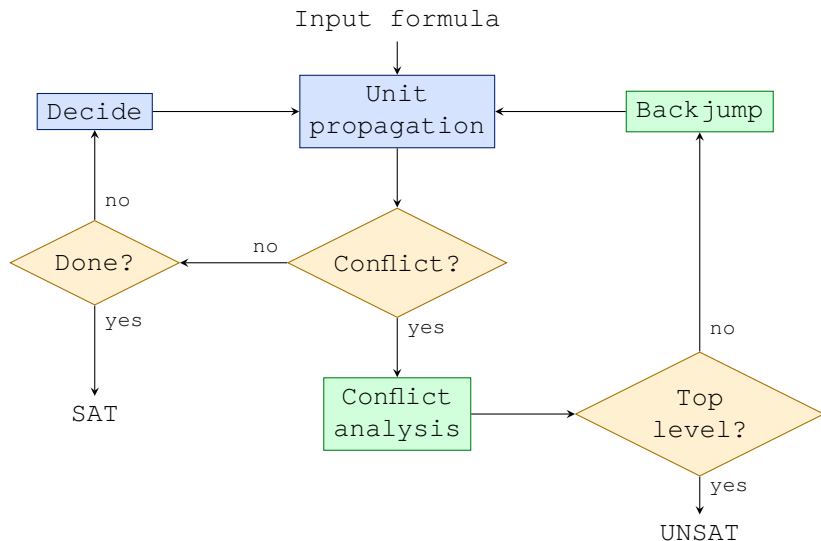 Input formula
Decide
Unit
propagation
Backjump
no
no
Done?
Conflict?
yes
yes
no
SAT
Conflict
analysis
Top
level?
yes
UNSAT